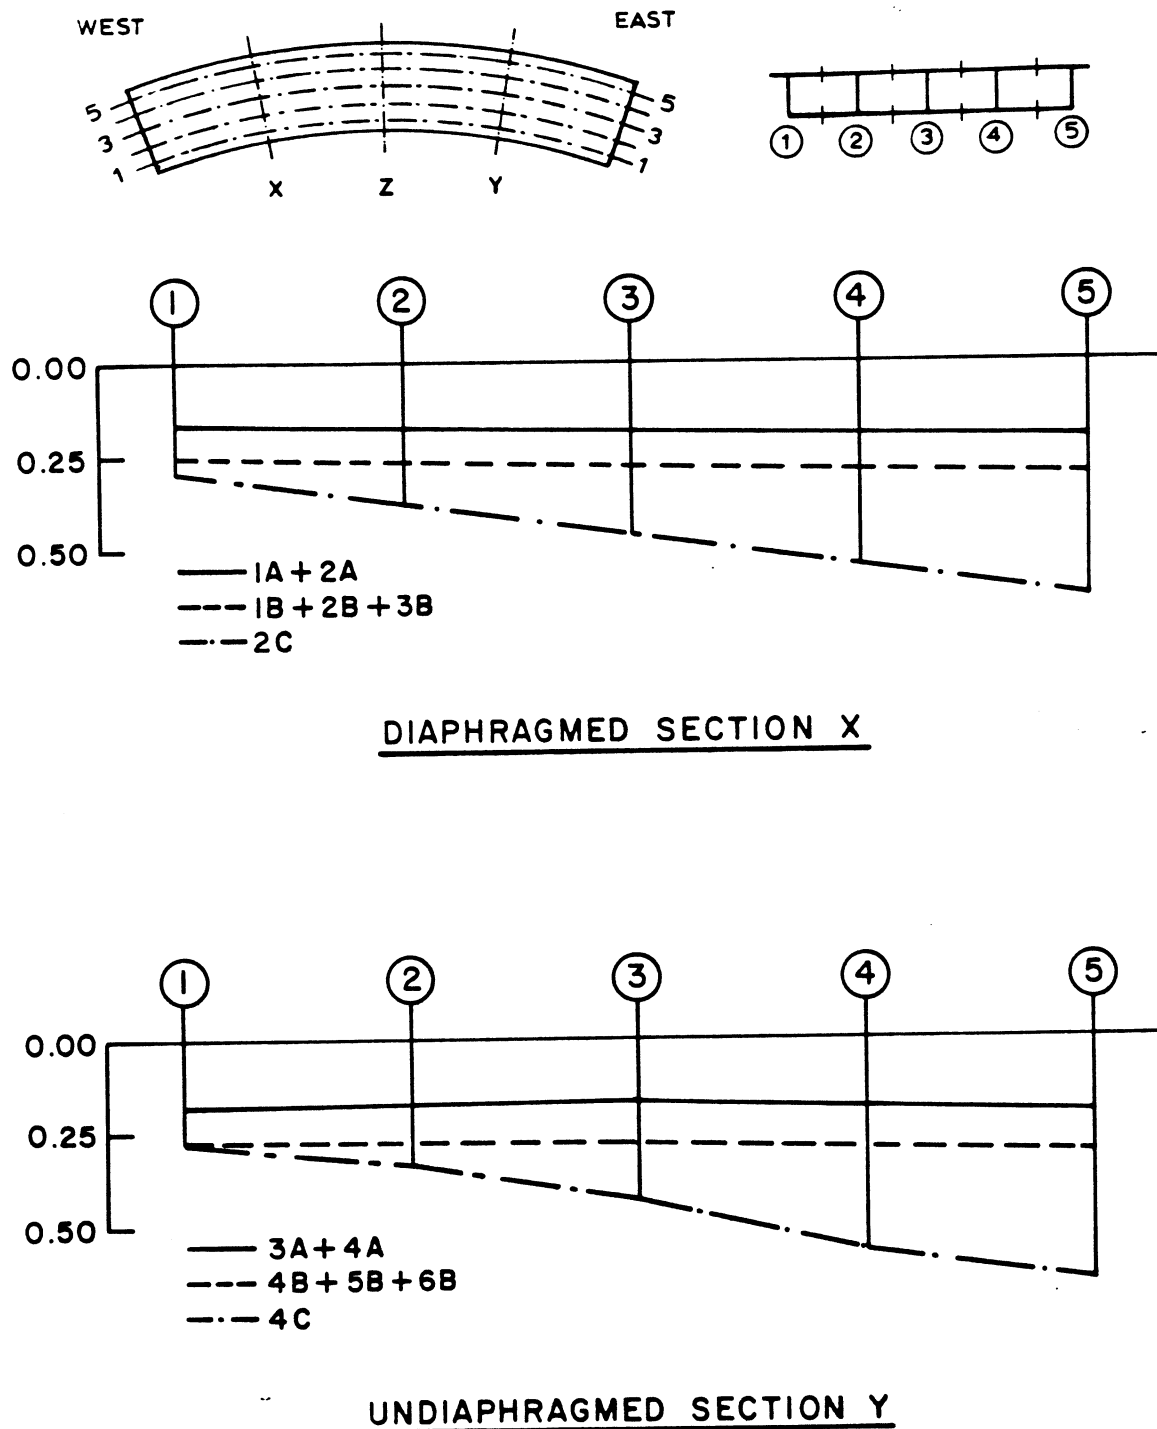 WEST
EAST
5
3
1
5
3
1
X Z Y
1 2 3 4 5
1 2 3 4 5
0.00
0.25
0.50
1A + 2A
1B + 2B + 3B
2C
DIAPHRAGMED SECTION X
1 2 3 4 5
0.00
0.25
0.50
3A + 4A
4B + 5B + 6B
4C
UNDIAPHRAGMED SECTION Y